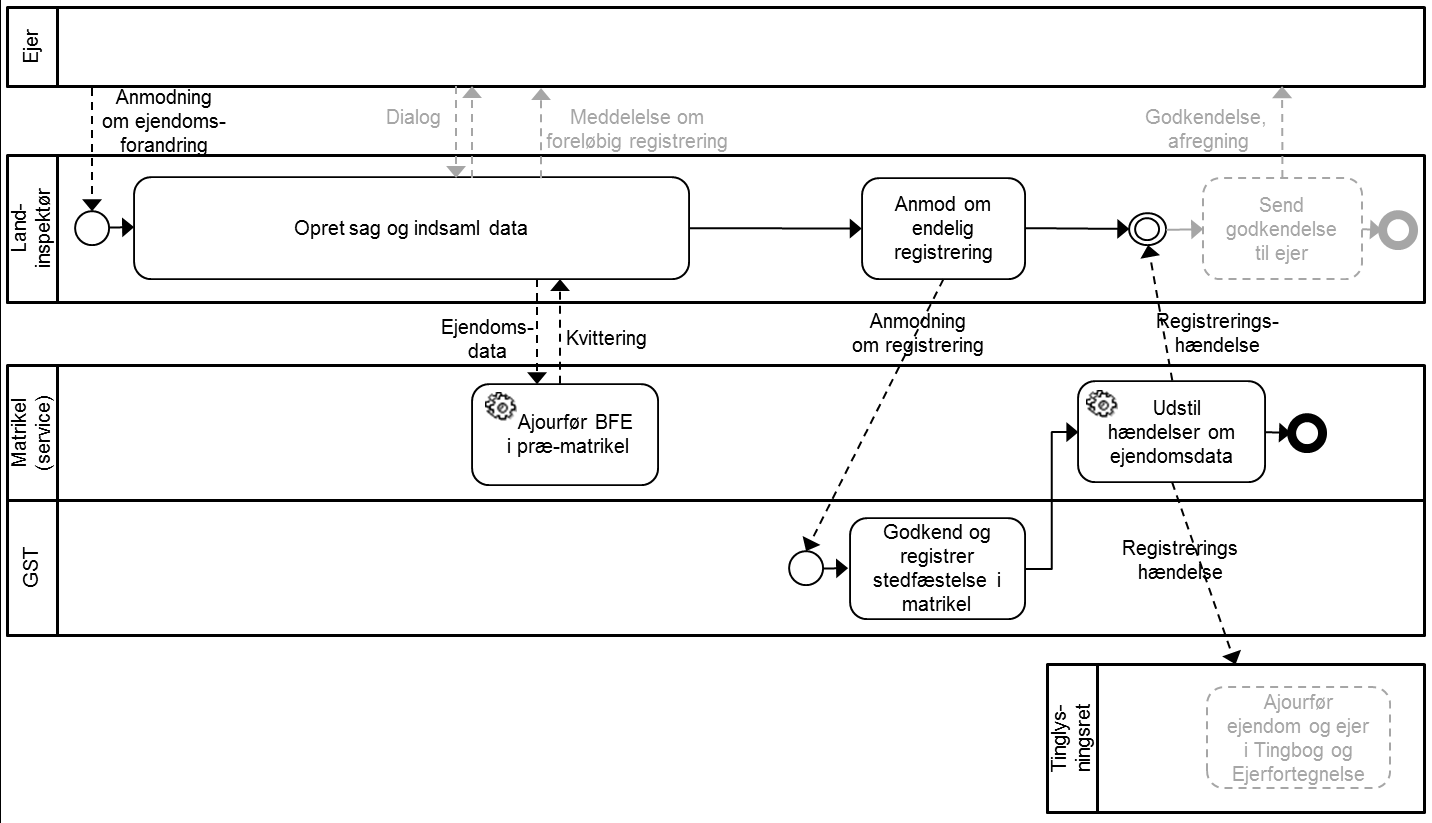 Ejer
Anmodning
om ejendoms-
forandring
Dialog
Meddelelse om
foreløbig registrering
Godkendelse,
afregning
Land-
inspektør
Opret sag og indsaml data
Anmod om
endelig
registrering
Send
godkendelse
til ejer
Ejendoms-
data
Kvittering
Anmodning
om registrering
Registrerings-
hændelse
Matrikel
(service)
Ajourfør BFE
i præ-matrikel
Udstil
hændelser om
ejendomsdata
GST
Godkend og
registrer
stedfæstelse i
matrikel
Registrerings
hændelse
Tinglys-
ningsret
Ajourfør
ejendom og ejer
i Tingbog og
Ejerfortegnelse